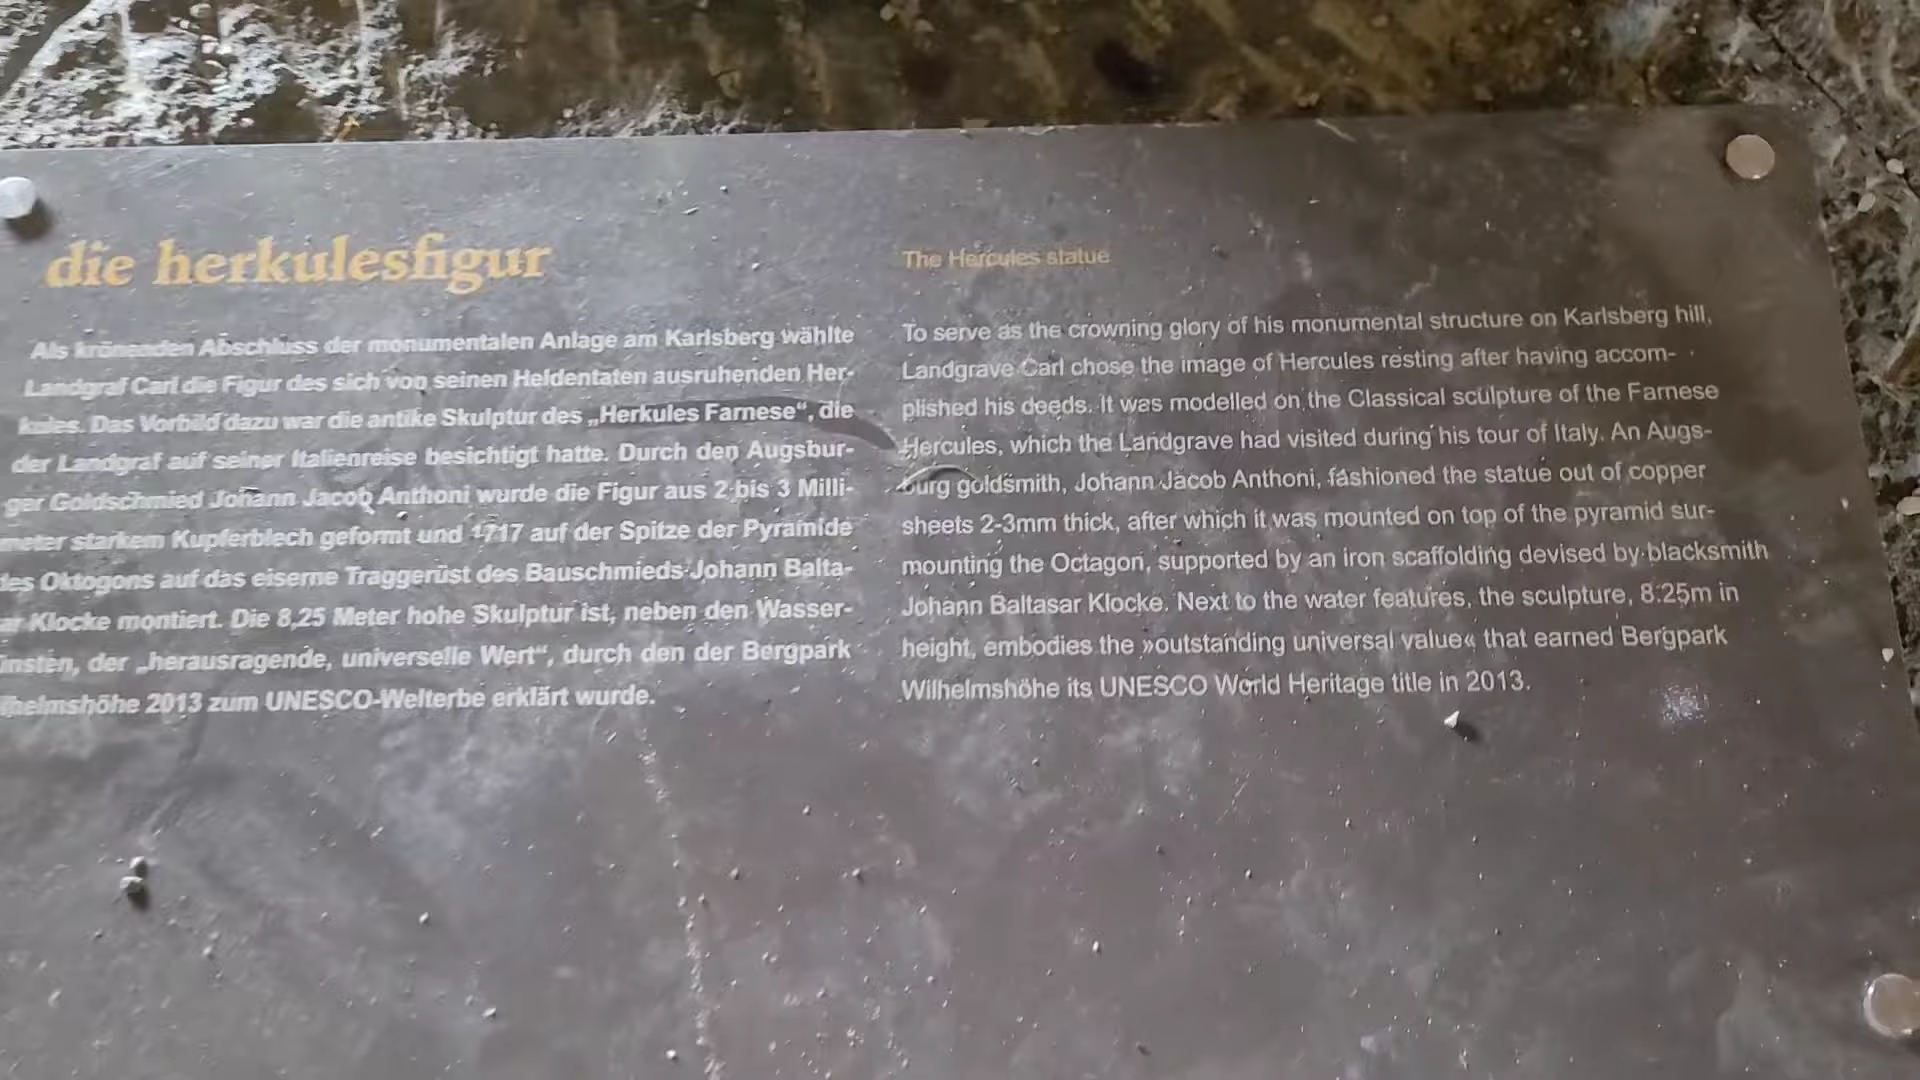 die herkulesfigur
Als krönenden Abschluss der monumentalen Anlage am Karlsberg wählte
Landgraf Carl die Figur des sich von seinen Heldentaten ausruhenden Her-
kules. Das Vorbild dazu war die antike Skulptur des „Herkules Farnese“, die
der Landgraf auf seiner Italienreise besichtigt hatte. Durch den Augsbur-
ger Goldschmied Johann Jacob Anthoni wurde die Figur aus 2 bis 3 Milli-
meter starkem Kupferblech geformt und 1717 auf der Spitze der Pyramide
des Oktogons auf das eiserne Traggerüst des Bauschmieds Johann Balta-
ar Klocke montiert. Die 8,25 Meter hohe Skulptur ist, neben den Wasser-
ünsten, der „herausragende, universelle Wert“, durch den der Bergpark
helmshöhe 2013 zum UNESCO-Welterbe erklärt wurde.
The Hercules statue
To serve as the crowning glory of his monumental structure on Karlsberg hill,
Landgrave Carl chose the image of Hercules resting after having accom-
plished his deeds. It was modelled on the Classical sculpture of the Farnese
Hercules, which the Landgrave had visited during his tour of Italy. An Augs-
burg goldsmith, Johann Jacob Anthoni, fashioned the statue out of copper
sheets 2-3mm thick, after which it was mounted on top of the pyramid sur-
mounting the Octagon, supported by an iron scaffolding devised by blacksmith
Johann Baltasar Klocke. Next to the water features, the sculpture, 8.25m in
height, embodies the »outstanding universal value« that earned Bergpark
Wilhelmshöhe its UNESCO World Heritage title in 2013.